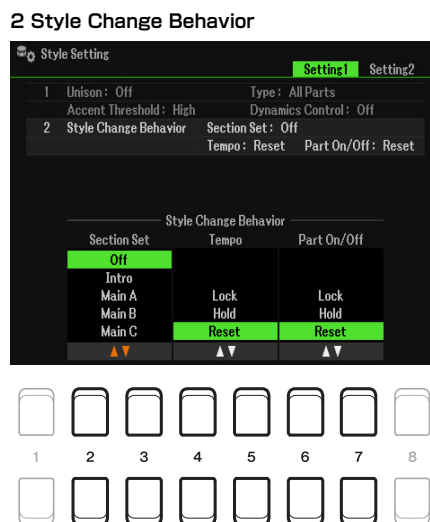 2 Style Change Behavior
Style Setting
Setting1 Setting2
1 Unison: Off Type: All Parts
Accent Threshold: High Dynamics Control: Off
2 Style Change Behavior Section Set: Off
Tempo: Reset Part On/Off: Reset
Style Change Behavior
Section Set Tempo Part On/Off
Off
Intro
Main A Lock Lock
Main B Hold Hold
Main C Reset Reset
1 2 3 4 5 6 7 8